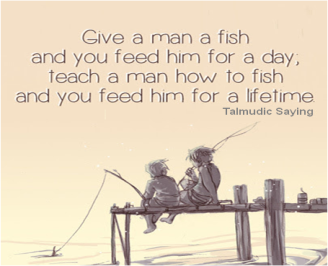 Give a man a fish
and you feed him for a day;
teach a man how to fish
and you feed him for a lifetime.
Talmudic Saying